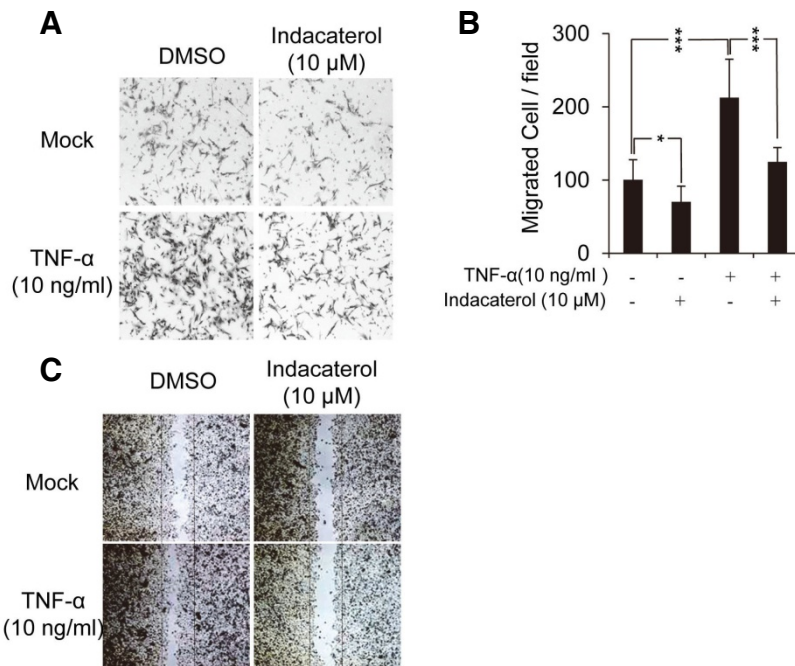 A
DMSO
Indacaterol
(10 µM)
Mock
TNF-α
(10 ng/ml)
B
Migrated Cell / field
300
200
100
0
***
***
*
TNF-α(10 ng/ml )
- - + +
Indacaterol (10 µM)
- + - +
C
DMSO
Indacaterol
(10 µM)
Mock
TNF-α
(10 ng/ml)